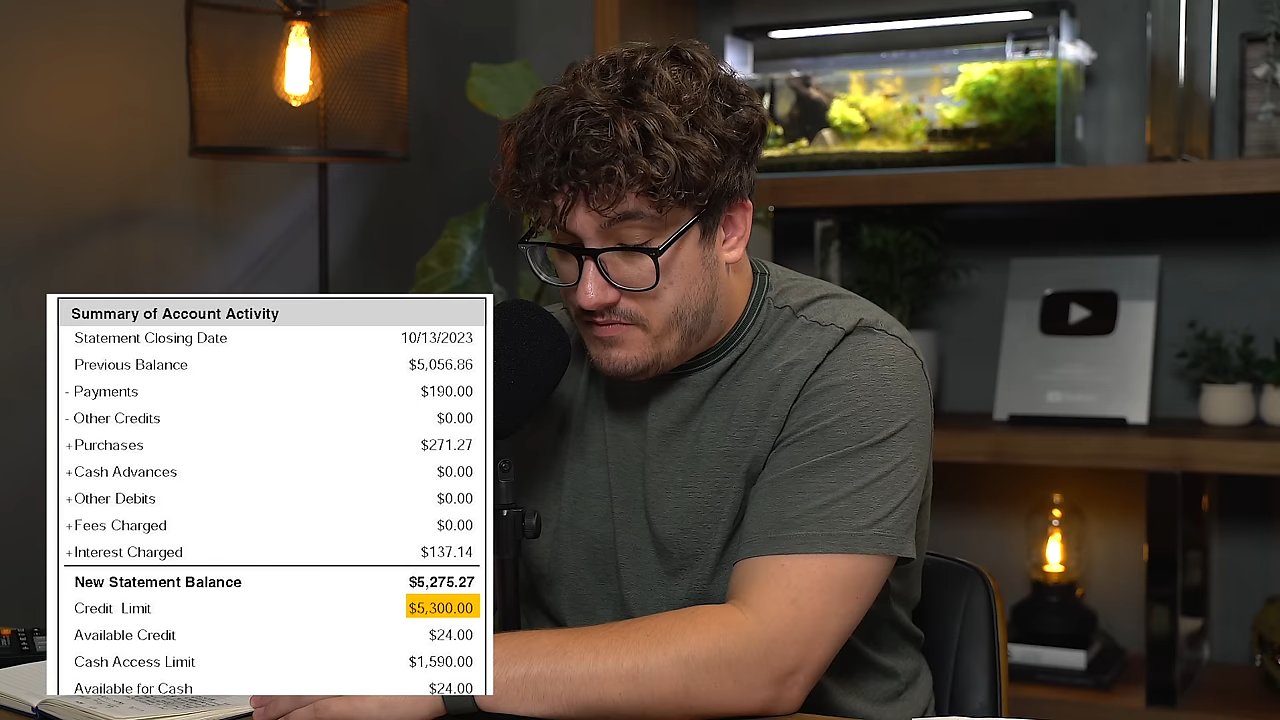 Summary of Account Activity
Statement Closing Date 10/13/2023
Previous Balance $5,056.86
- Payments $190.00
- Other Credits $0.00
+Purchases $271.27
+Cash Advances $0.00
+Other Debits $0.00
+Fees Charged $0.00
+Interest Charged $137.14
New Statement Balance $5,275.27
Credit Limit $5,300.00
Available Credit $24.00
Cash Access Limit $1,590.00
Available for Cash $24.00